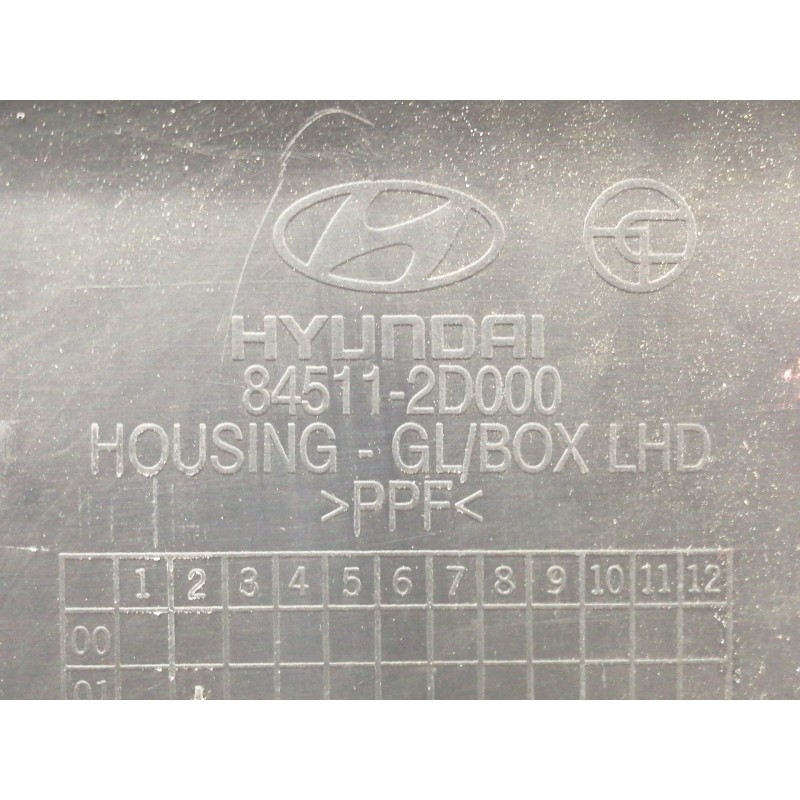 HYUNDAI
84511-2D000
HOUSING - GL/BOX LHD
>PPF<
1 2 3 4 5 6 7 8 9 10 11 12
00
01